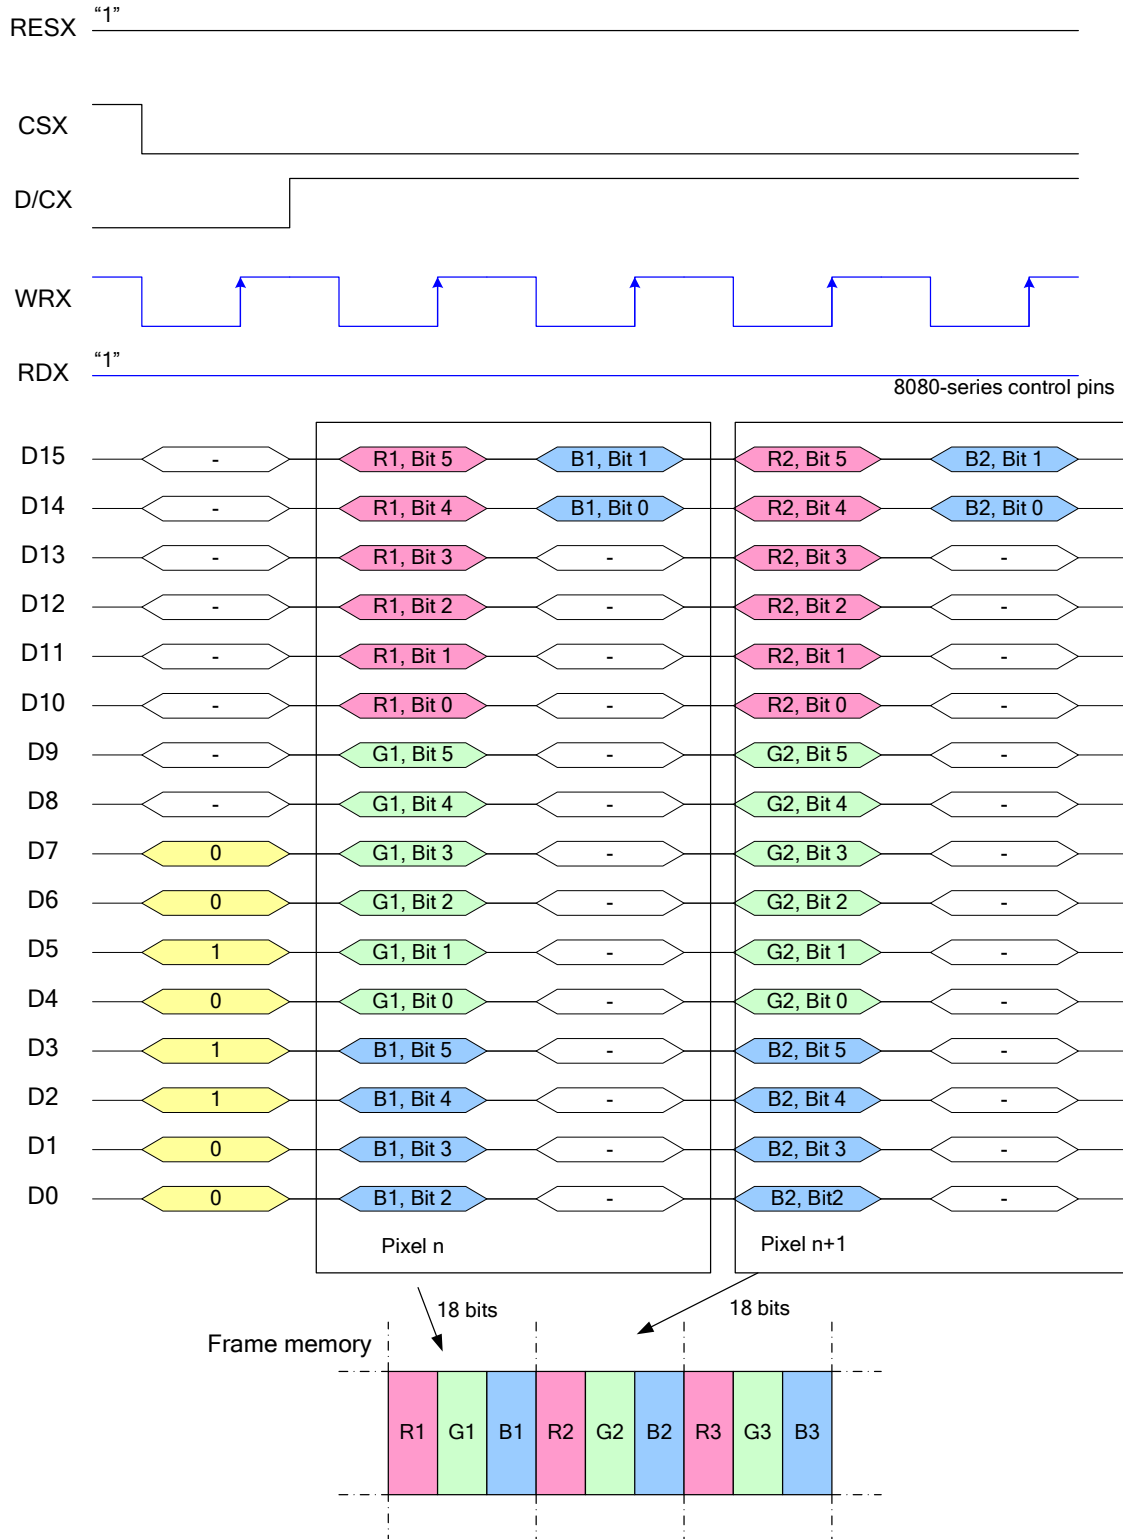 RESX “1”
CSX
D/CX
WRX
RDX “1”
8080-series control pins
D15 - R1, Bit 5 B1, Bit 1 R2, Bit 5 B2, Bit 1
D14 - R1, Bit 4 B1, Bit 0 R2, Bit 4 B2, Bit 0
D13 - R1, Bit 3 - R2, Bit 3 -
D12 - R1, Bit 2 - R2, Bit 2 -
D11 - R1, Bit 1 - R2, Bit 1 -
D10 - R1, Bit 0 - R2, Bit 0 -
D9 - G1, Bit 5 - G2, Bit 5 -
D8 - G1, Bit 4 - G2, Bit 4 -
D7 0 G1, Bit 3 - G2, Bit 3 -
D6 0 G1, Bit 2 - G2, Bit 2 -
D5 1 G1, Bit 1 - G2, Bit 1 -
D4 0 G1, Bit 0 - G2, Bit 0 -
D3 1 B1, Bit 5 - B2, Bit 5 -
D2 1 B1, Bit 4 - B2, Bit 4 -
D1 0 B1, Bit 3 - B2, Bit 3 -
D0 0 B1, Bit 2 - B2, Bit2 -
Pixel n Pixel n+1
18 bits 18 bits
Frame memory
R1 G1 B1 R2 G2 B2 R3 G3 B3